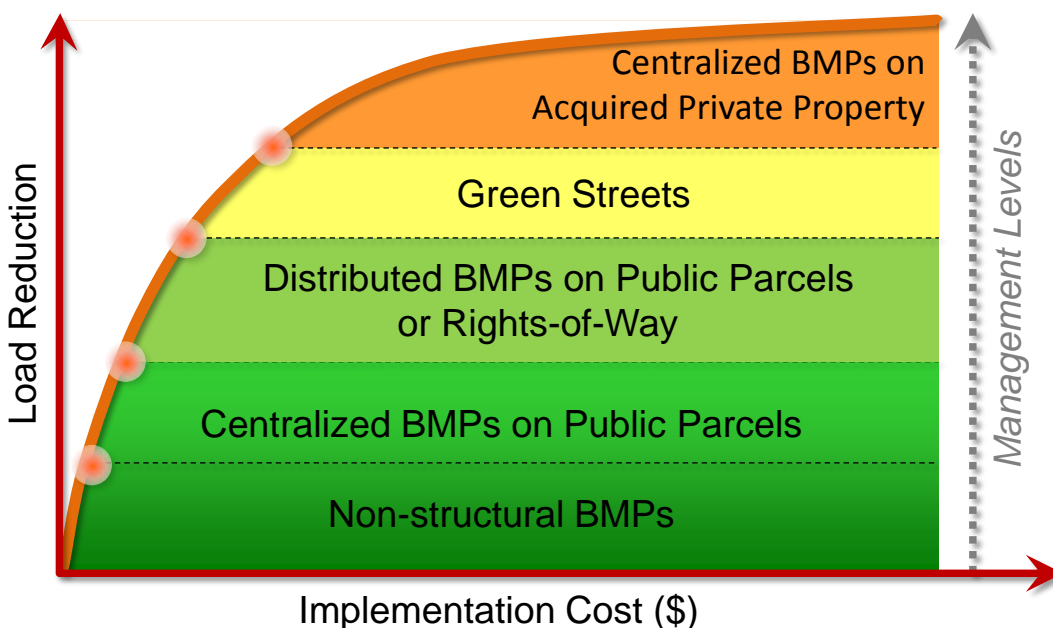 Centralized BMPs on
Acquired Private Property
Green Streets
Distributed BMPs on Public Parcels
or Rights-of-Way
Centralized BMPs on Public Parcels
Non-structural BMPs
Load Reduction
Management Levels
Implementation Cost ($)